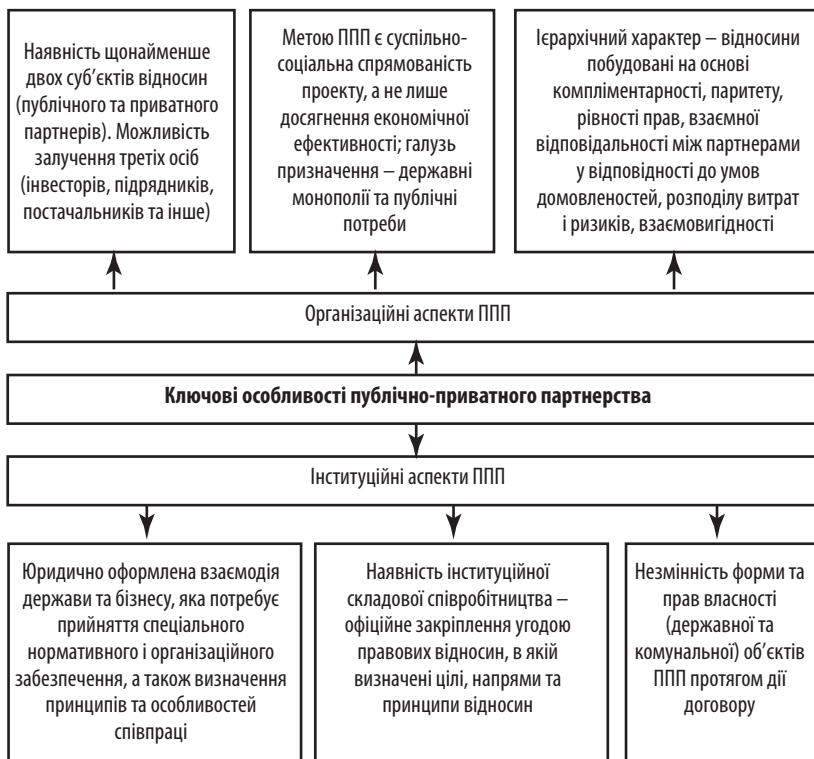 Наявність щонайменше
двох суб’єктів відносин
(публічного та приватного
партнерів). Можливість
залучення третіх осіб
(інвесторів, підрядників,
постачальників та інше)
Метою ППП є суспільно-
соціальна спрямованість
проекту, а не лише
досягнення економічної
ефективності; галузь
призначення – державні
монополії та публічні
потреби
Ієрархічний характер – відносини
побудовані на основі
компліментарності, паритету,
рівності прав, взаємної
відповідальності між партнерами
у відповідності до умов
домовленостей, розподілу витрат
і ризиків, взаємовигідності
Організаційні аспекти ППП
Ключові особливості публічно-приватного партнерства
Інституційні аспекти ППП
Юридично оформлена взаємодія
держави та бізнесу, яка потребує
прийняття спеціального
нормативного і організаційного
забезпечення, а також визначення
принципів та особливостей
співпраці
Наявність інституційної
складової співробітництва –
офіційне закріплення угодою
правових відносин, в якій
визначені цілі, напрями та
принципи відносин
Незмінність форми та
прав власності
(державної та
комунальної) об’єктів
ППП протягом дії
договору